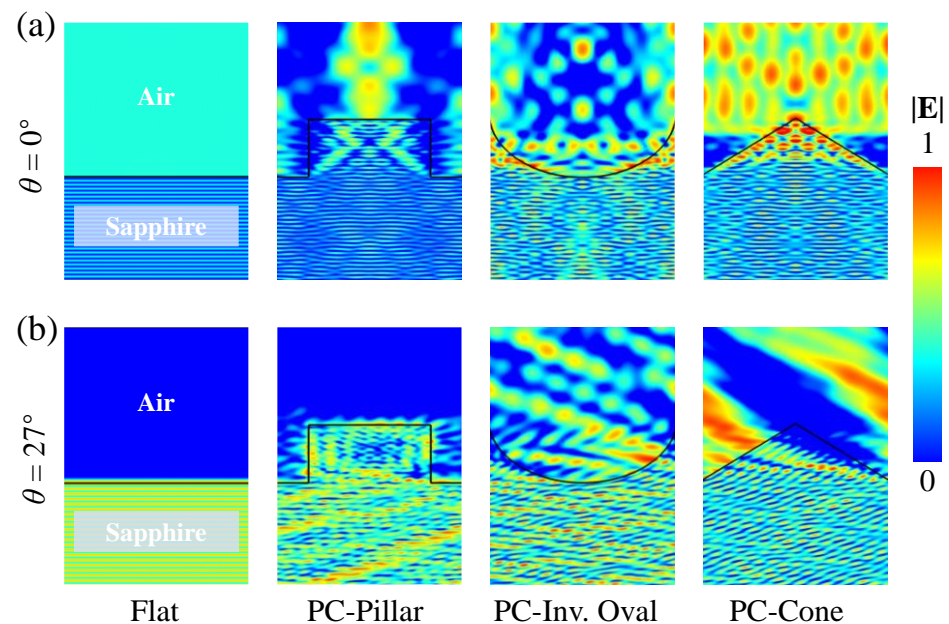 (a)
θ = 0°
Air
Sapphire
|E|
1
0
(b)
θ = 27°
Air
Sapphire
Flat
PC-Pillar
PC-Inv. Oval
PC-Cone